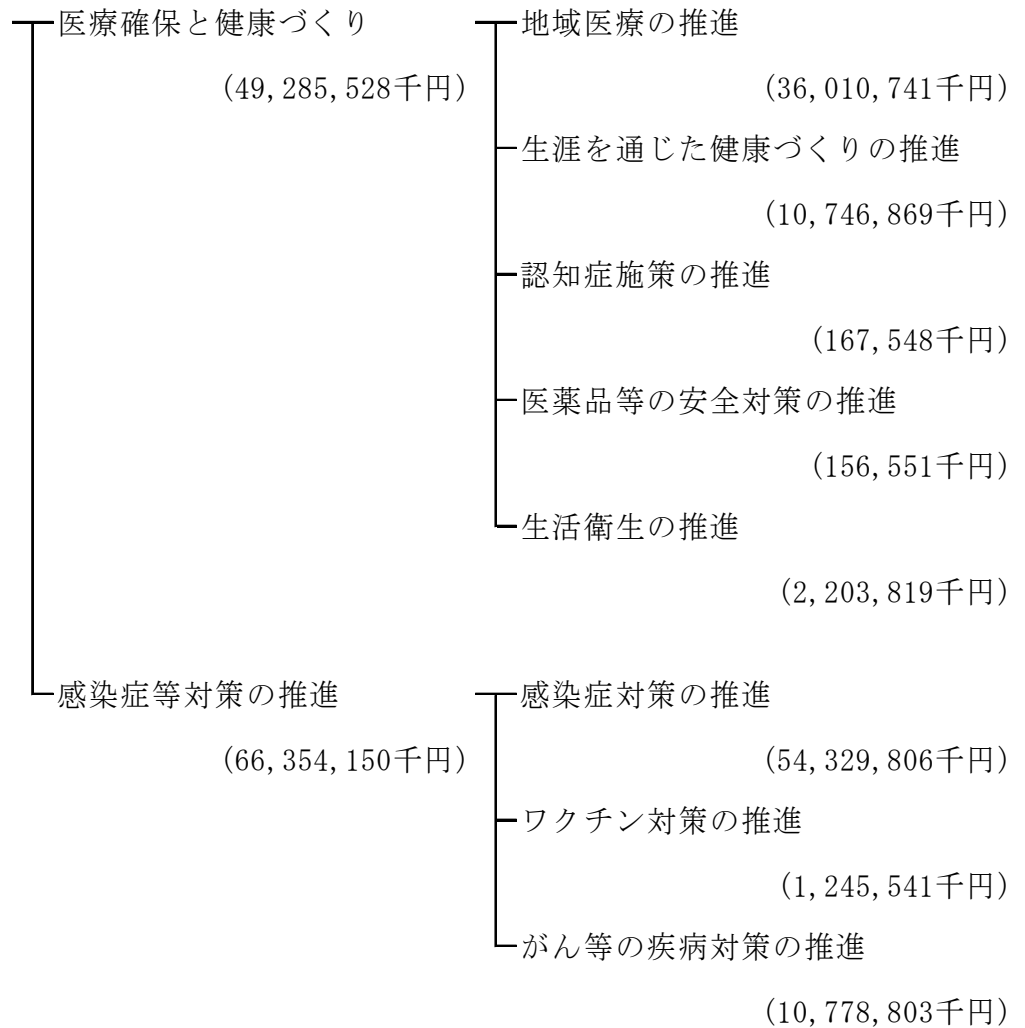 医療確保と健康づくり
(49,285,528千円)
地域医療の推進
(36,010,741千円)
生涯を通じた健康づくりの推進
(10,746,869千円)
認知症施策の推進
(167,548千円)
医薬品等の安全対策の推進
(156,551千円)
生活衛生の推進
(2,203,819千円)
感染症等対策の推進
(66,354,150千円)
感染症対策の推進
(54,329,806千円)
ワクチン対策の推進
(1,245,541千円)
がん等の疾病対策の推進
(10,778,803千円)